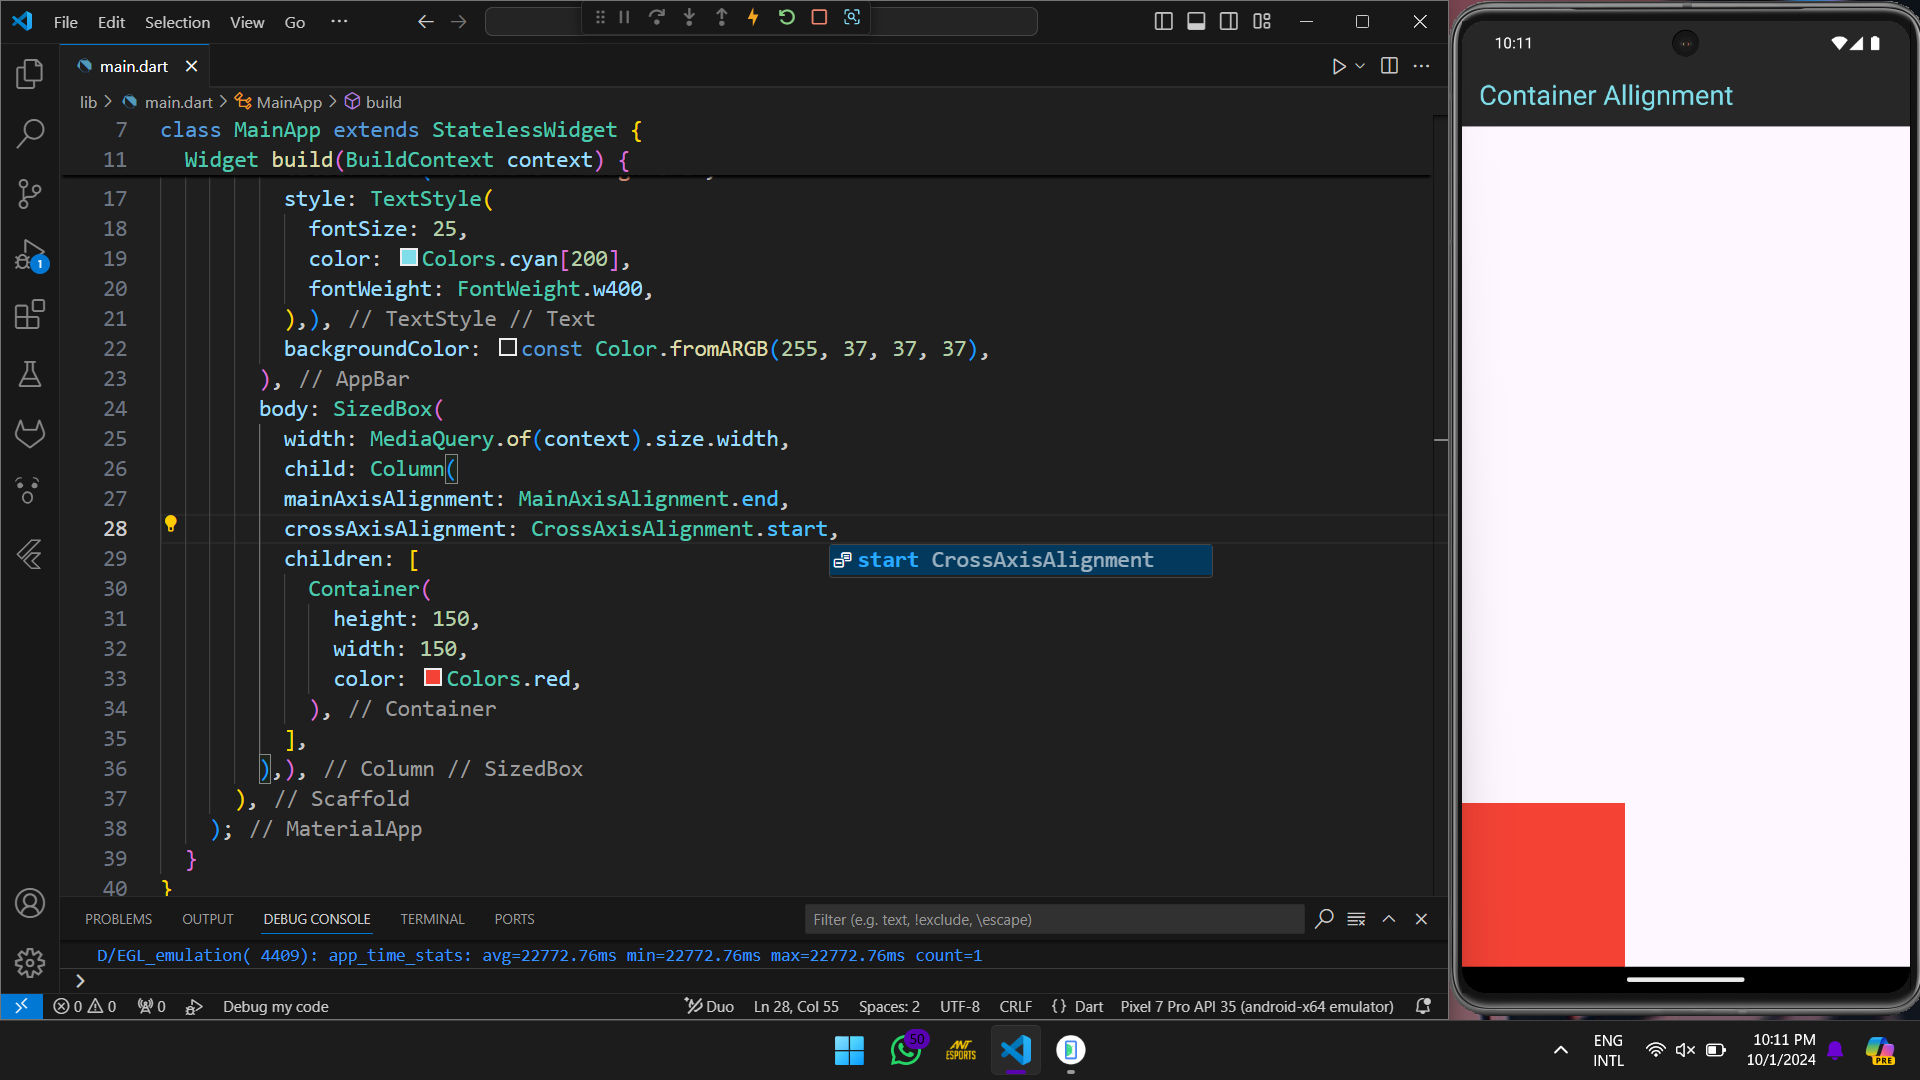 File Edit Selection View Go ···
main.dart
lib > main.dart > MainApp > build
7 class MainApp extends StatelessWidget {
11 Widget build(BuildContext context) {
17 style: TextStyle(
18 fontSize: 25,
19 color: Colors.cyan[200],
20 fontWeight: FontWeight.w400,
21 ),), // TextStyle // Text
22 backgroundColor: const Color.fromARGB(255, 37, 37, 37),
23 ), // AppBar
24 body: SizedBox(
25 width: MediaQuery.of(context).size.width,
26 child: Column(
27 mainAxisAlignment: MainAxisAlignment.end,
28 crossAxisAlignment: CrossAxisAlignment.start,
start CrossAxisAlignment
29 children: [
30 Container(
31 height: 150,
32 width: 150,
33 color: Colors.red,
34 ), // Container
35 ],
36 ),), // Column // SizedBox
37 ), // Scaffold
38 ); // MaterialApp
39 }
40 }
1
PROBLEMS OUTPUT DEBUG CONSOLE TERMINAL PORTS
Filter (e.g. text, !exclude, \escape)
D/EGL_emulation( 4409): app_time_stats: avg=22772.76ms min=22772.76ms max=22772.76ms count=1
>
0 0 0 Debug my code Duo Ln 28, Col 55 Spaces: 2 UTF-8 CRLF {} Dart Pixel 7 Pro API 35 (android-x64 emulator)
10:11
Container Allignment
50
ANT ESPORTS
ENG
INTL
10:11 PM
10/1/2024
PRE